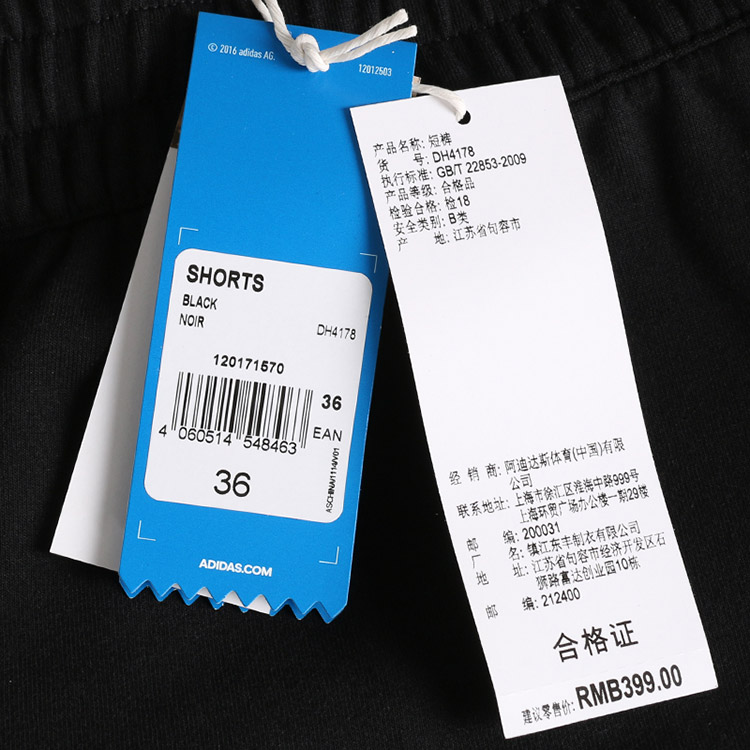 © 2016 adidas AG.
12012503
SHORTS
BLACK
NOIR
DH4178
120171570
36
4 060514 548463
EAN
36
ASCHINA/1114/V01
ADIDAS.COM
产品名称: 短裤
货 号: DH4178
执行标准: GB/T 22853-2009
产品等级: 合格品
检验合格: 检18
安全类别: B类
产 地: 江苏省句容市
经 销 商: 阿迪达斯体育(中国)有限
公司
联系地址: 上海市徐汇区淮海中路999号
上海环贸广场办公楼一期29楼
邮 编: 200031
厂 名: 镇江东丰制衣有限公司
地 址: 江苏省句容市经济开发区石
狮路富达创业园10栋
邮 编: 212400
合格证
建议零售价: RMB399.00